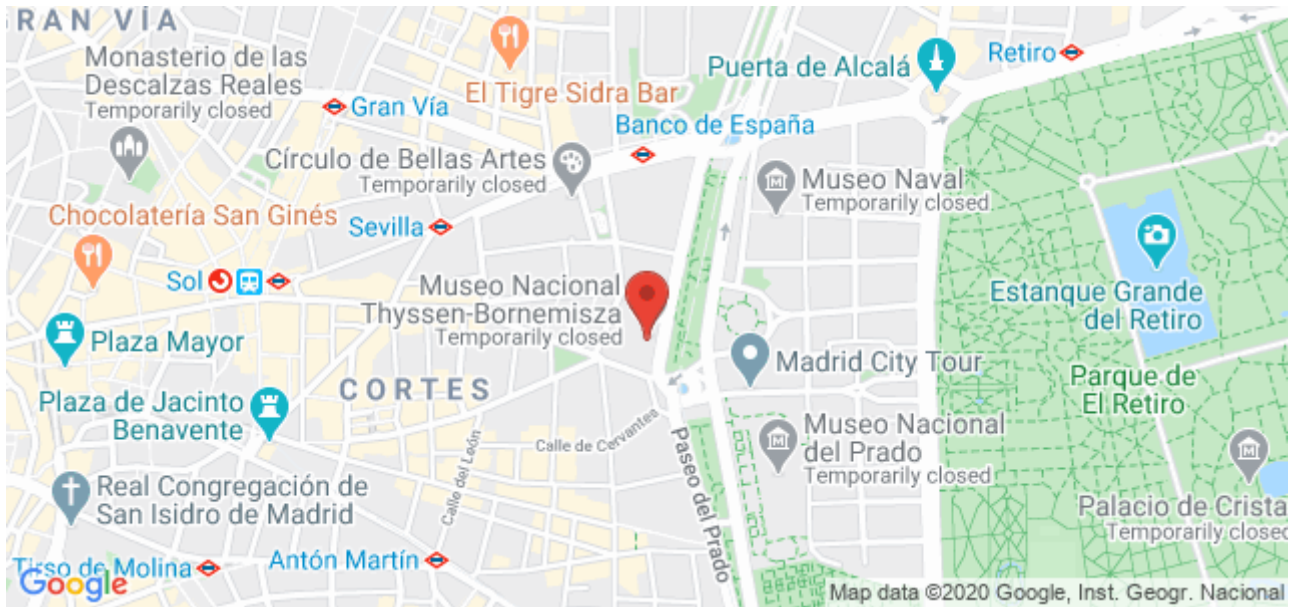 GRAN VÍA
Monasterio de las
Descalzas Reales
Temporarily closed
Gran Vía
El Tigre Sidra Bar
Puerta de Alcalá
Retiro
Banco de España
Círculo de Bellas Artes
Temporarily closed
Museo Naval
Temporarily closed
Chocolatería San Ginés
Sevilla
Sol
Museo Nacional
Thyssen-Bornemisza
Temporarily closed
Estanque Grande
del Retiro
Plaza Mayor
Madrid City Tour
CORTES
Parque de
El Retiro
Plaza de Jacinto
Benavente
Calle de Cervantes
Calle del León
Paseo del Prado
Museo Nacional
del Prado
Temporarily closed
Real Congregación de
San Isidro de Madrid
Palacio de Crista
Temporarily closed
Tirso de Molina
Antón Martín
Google
Map data ©2020 Google, Inst. Geogr. Nacional